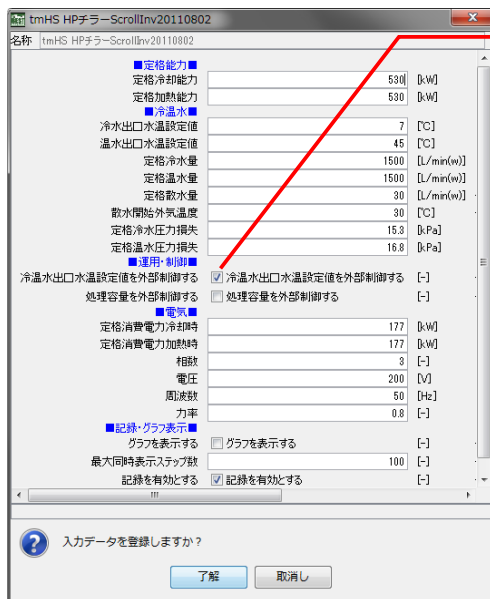 tmHS HPチラーScrollInv20110802
名称 tmHS HPチラーScrollInv20110802
■定格能力■
定格冷却能力 530 [kW]
定格加熱能力 530 [kW]
■冷温水■
冷水出口水温設定値 7 [℃]
温水出口水温設定値 45 [℃]
定格冷水量 1500 [L/min(w)]
定格温水量 1500 [L/min(w)]
定格散水量 30 [L/min(w)]
散水開始外気温度 30 [℃]
定格冷水圧力損失 15.3 [kPa]
定格温水圧力損失 16.8 [kPa]
■運用・制御■
冷温水出口水温設定値を外部制御する 冷温水出口水温設定値を外部制御する [-]
処理容量を外部制御する 処理容量を外部制御する [-]
■電気■
定格消費電力冷却時 177 [kW]
定格消費電力加熱時 177 [kW]
相数 3 [-]
電圧 200 [V]
周波数 50 [Hz]
力率 0.8 [-]
■記録・グラフ表示■
グラフを表示する グラフを表示する [-]
最大同時表示ステップ数 100 [-]
記録を有効とする 記録を有効とする [-]
入力データを登録しますか？
了解 取消し